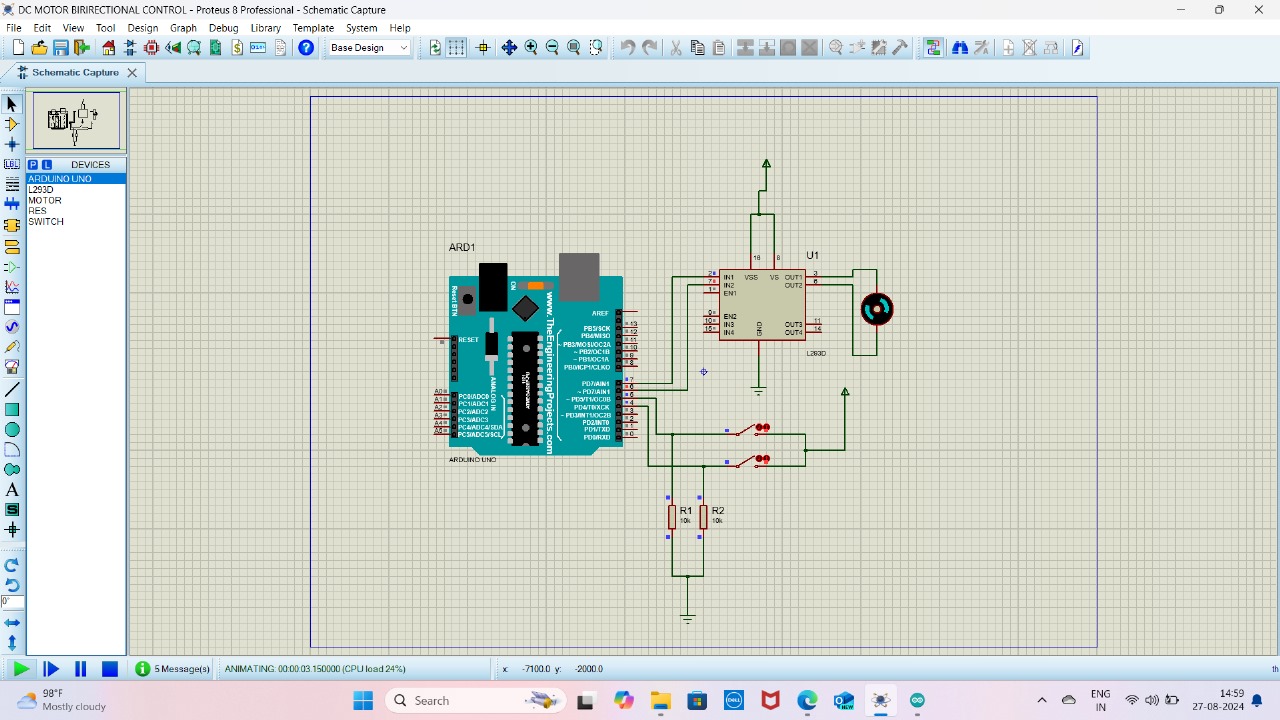 DC MOTOR BIRIRECTIONAL CONTROL - Proteus 8 Professional - Schematic Capture
File Edit View Tool Design Graph Debug Library Template System Help
Base Design
Schematic Capture
P L DEVICES
ARDUINO UNO
L293D
MOTOR
RES
SWITCH
LBL
A
S
0°
ARD1
Reset BTN
www.TheEngineeringProjects.com
ANALOG IN
RESET
AREF
PB5/SCK 13
PB4/MISO 12
~ PB3/MOSI/OC2A 11
~ PB2/OC1B 10
~ PB1/OC1A 9
PB0/ICP1/CLKO 8
PD7/AIN1 7
~ PD7/AIN1 6
~ PD5/T1/OC0B 5
PD4/T0/XCK 4
~ PD3/INT1/OC2B 3
PD2/INT0 2
PD1/TXD 1
PD0/RXD 0
A0 PC0/ADC0
A1 PC1/ADC1
A2 PC2/ADC2
A3 PC3/ADC3
A4 PC4/ADC4/SDA
A5 PC5/ADC5/SCL
ARDUINO UNO
U1
16 8
2 IN1 VSS VS OUT1 3
7 IN2 OUT2 6
1 EN1
9 EN2
10 IN3 OUT3 11
15 IN4 GND OUT4 14
L293D
R1
10k
R2
10k
5 Message(s) ANIMATING: 00:00:03.150000 (CPU load 24%) x: -7100.0 y: -2000.0 th
98°F
Mostly cloudy
Search
DELL
NEW
ENG
IN
14:59
27-08-2024